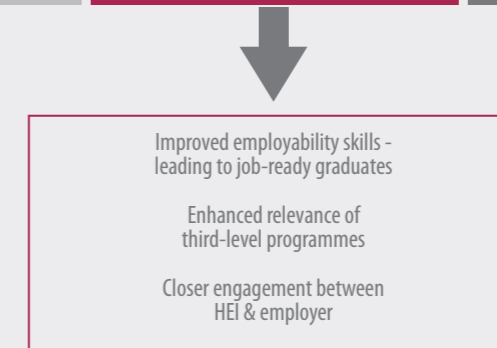 Improved employability skills -
leading to job-ready graduates
Enhanced relevance of
third-level programmes
Closer engagement between
HEI & employer